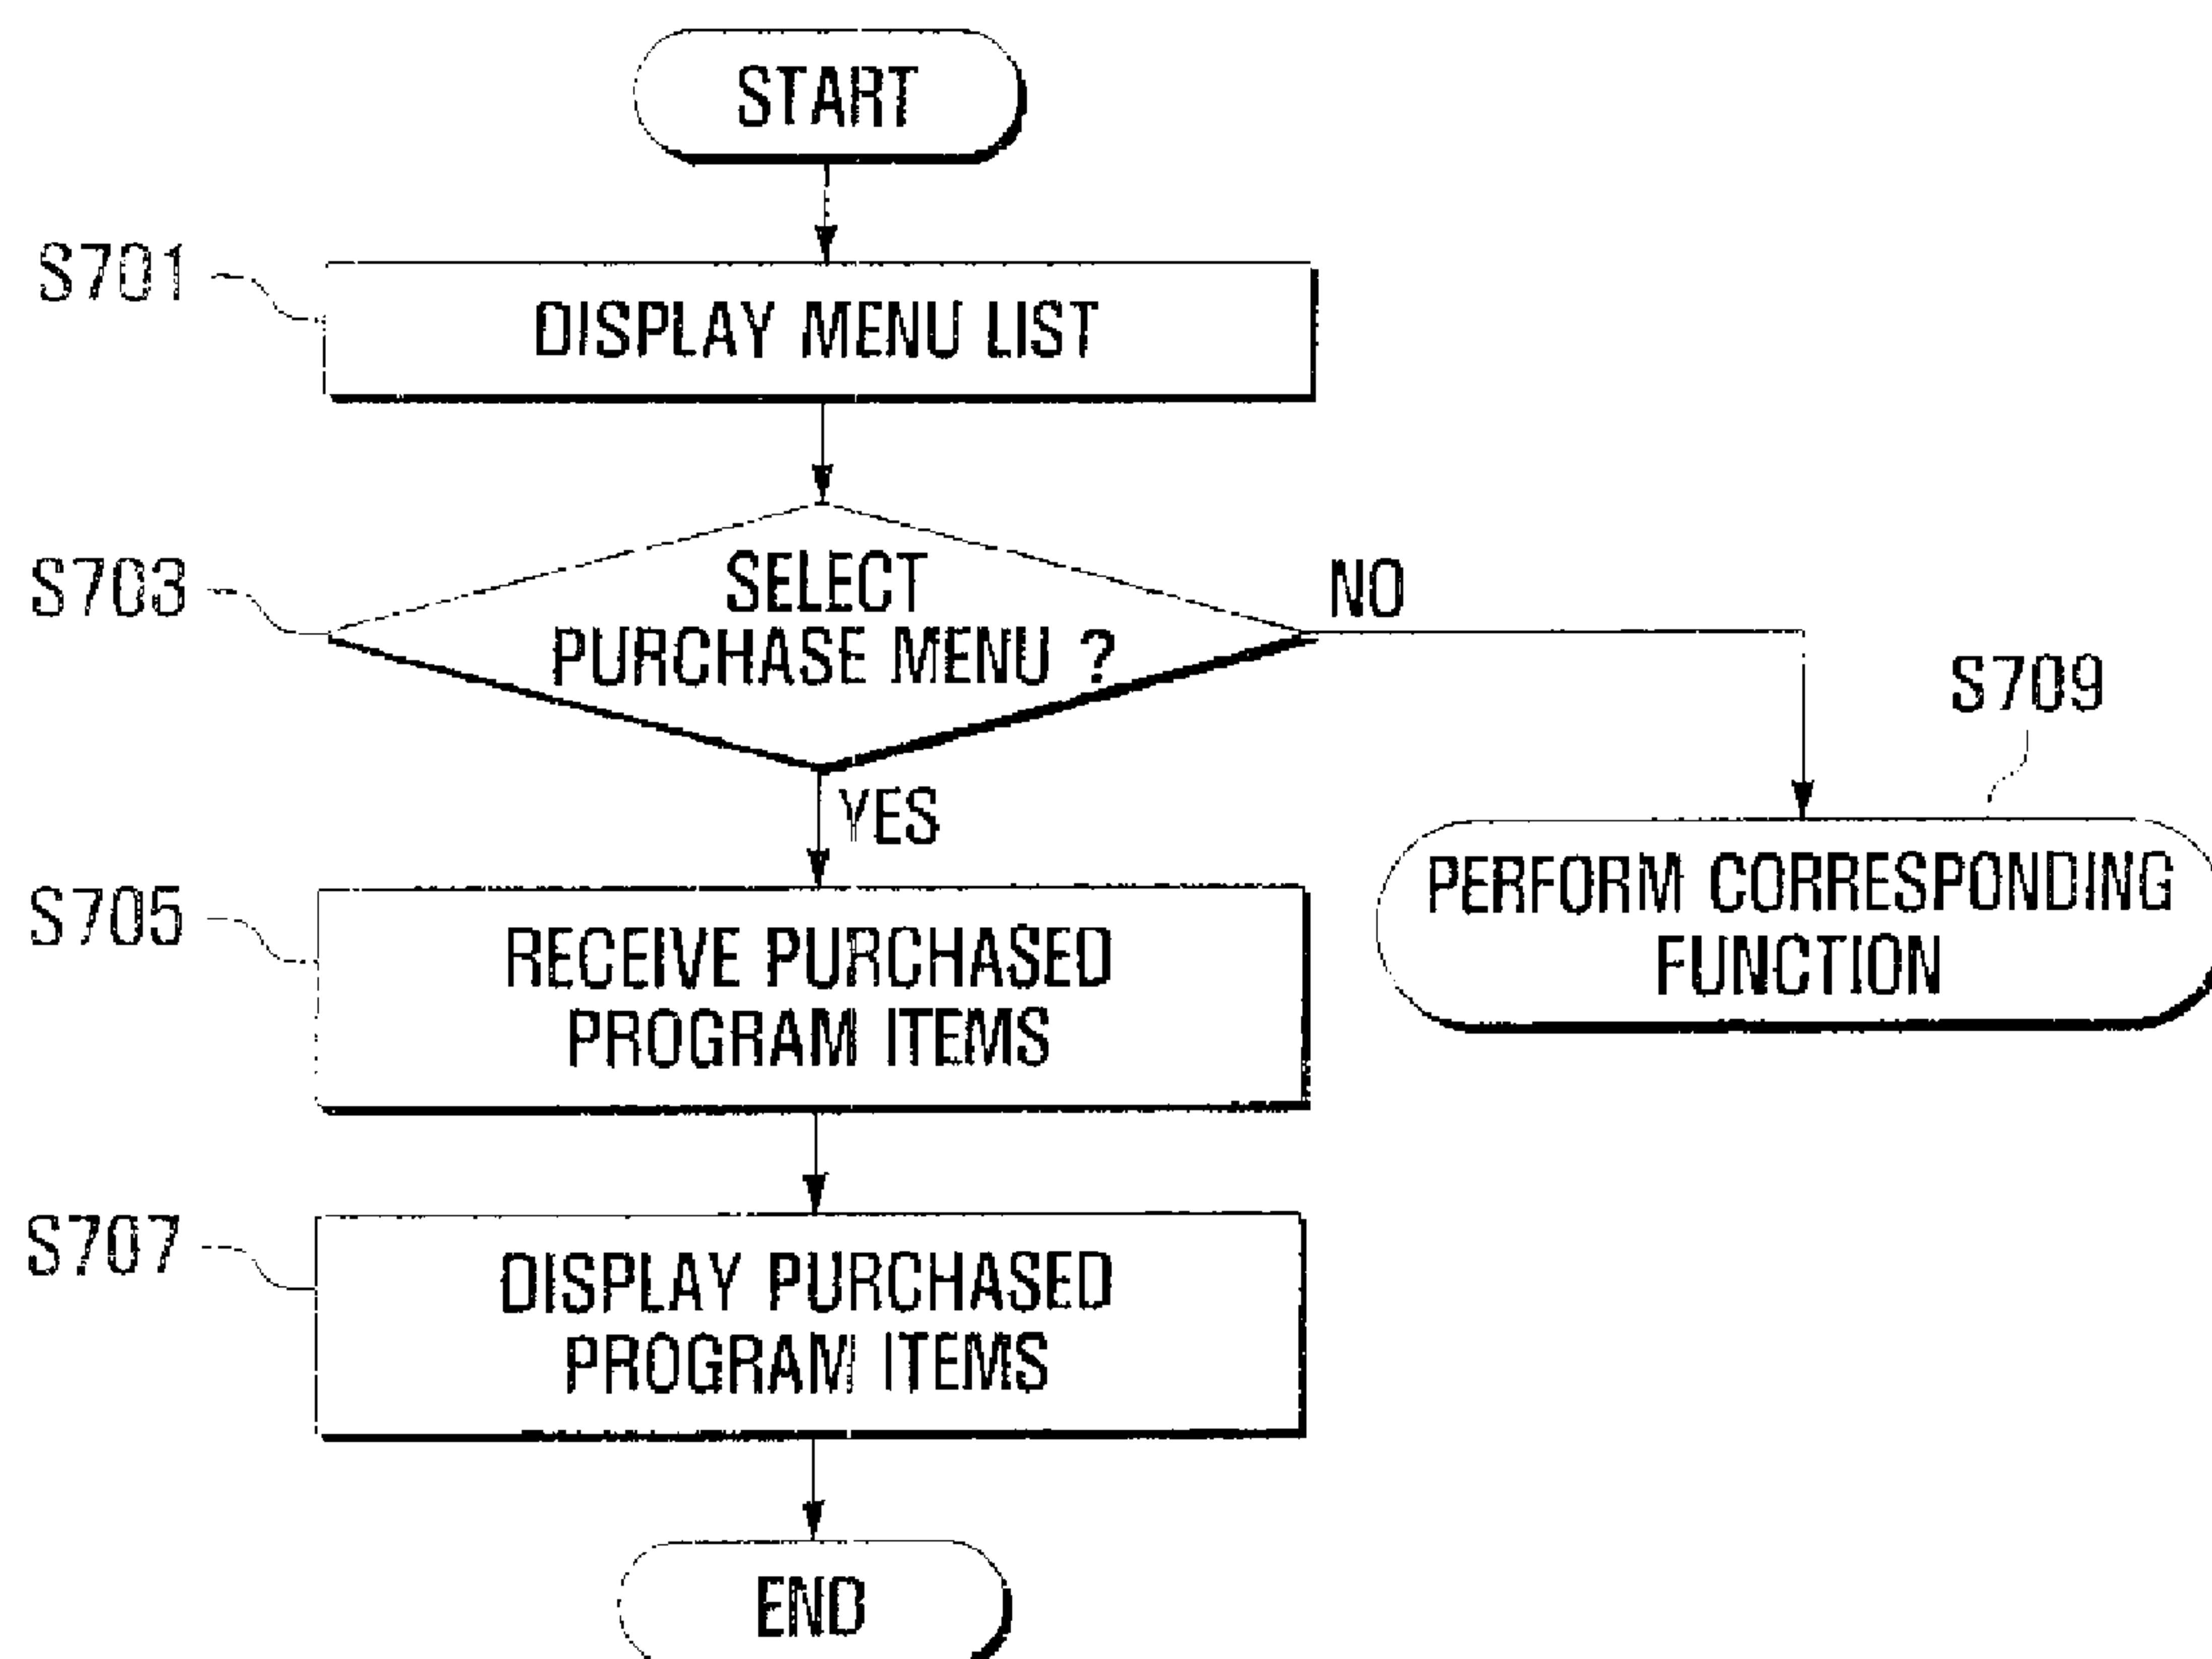 START
S701
DISPLAY MENU LIST
S703
SELECT
PURCHASE MENU ?
NO
YES
S709
PERFORM CORRESPONDING
FUNCTION
S705
RECEIVE PURCHASED
PROGRAM ITEMS
S707
DISPLAY PURCHASED
PROGRAM ITEMS
END